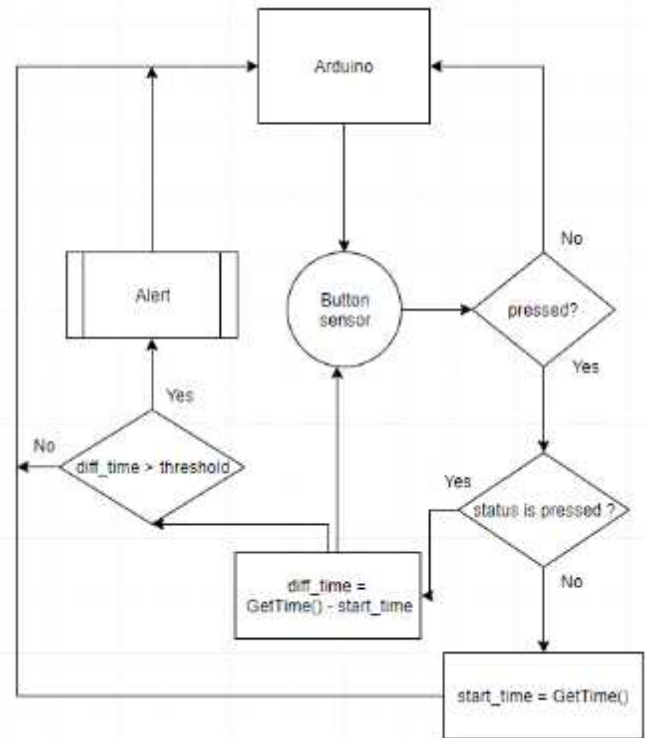 Arduino
No
Alert
Button
sensor
pressed?
Yes
Yes
No
diff_time > threshold
Yes
status is pressed ?
No
diff_time =
GetTime() - start_time
start_time = GetTime()